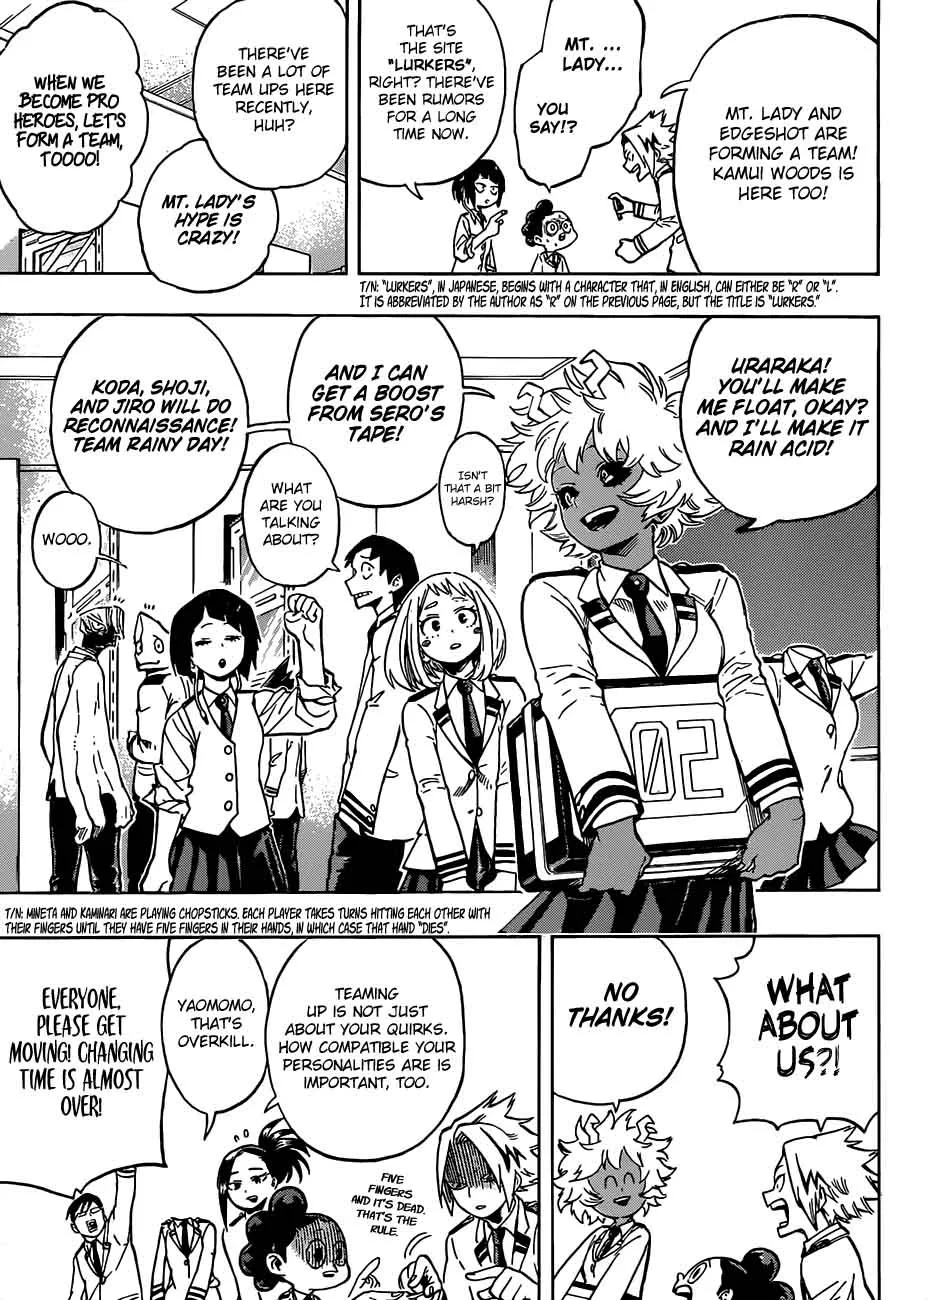 MT. LADY AND
EDGESHOT ARE
FORMING A TEAM!
KAMUI WOODS IS
HERE TOO!
MT. ...
LADY...
YOU
SAY!?
THAT'S
THE SITE
"LURKERS",
RIGHT? THERE'VE
BEEN RUMORS
FOR A LONG
TIME NOW.
THERE'VE
BEEN A LOT OF
TEAM UPS HERE
RECENTLY,
HUH?
MT. LADY'S
HYPE IS
CRAZY!
WHEN WE
BECOME PRO
HEROES, LET'S
FORM A TEAM,
TOOOO!
T/N: "LURKERS", IN JAPANESE, BEGINS WITH A CHARACTER THAT, IN ENGLISH, CAN EITHER BE "R" OR "L".
IT IS ABBREVIATED BY THE AUTHOR AS "R" ON THE PREVIOUS PAGE, BUT THE TITLE IS "LURKERS."
URARAKA!
YOU'LL MAKE
ME FLOAT, OKAY?
AND I'LL MAKE IT
RAIN ACID!
AND I CAN
GET A BOOST
FROM SERO'S
TAPE!
ISN'T
THAT A BIT
HARSH?
KODA, SHOJI,
AND JIRO WILL DO
RECONNAISSANCE!
TEAM RAINY DAY!
WHAT
ARE YOU
TALKING
ABOUT?
WOOO.
02
T/N: MINETA AND KAMINARI ARE PLAYING CHOPSTICKS. EACH PLAYER TAKES TURNS HITTING EACH OTHER WITH
THEIR FINGERS UNTIL THEY HAVE FIVE FINGERS IN THEIR HANDS, IN WHICH CASE THAT HAND "DIES".
WHAT
ABOUT
US?!
NO
THANKS!
TEAMING
UP IS NOT JUST
ABOUT YOUR QUIRKS.
HOW COMPATIBLE YOUR
PERSONALITIES ARE IS
IMPORTANT, TOO.
YAOMOMO,
THAT'S
OVERKILL.
FIVE
FINGERS
AND IT'S DEAD.
THAT'S THE
RULE.
EVERYONE,
PLEASE GET
MOVING! CHANGING
TIME IS ALMOST
OVER!